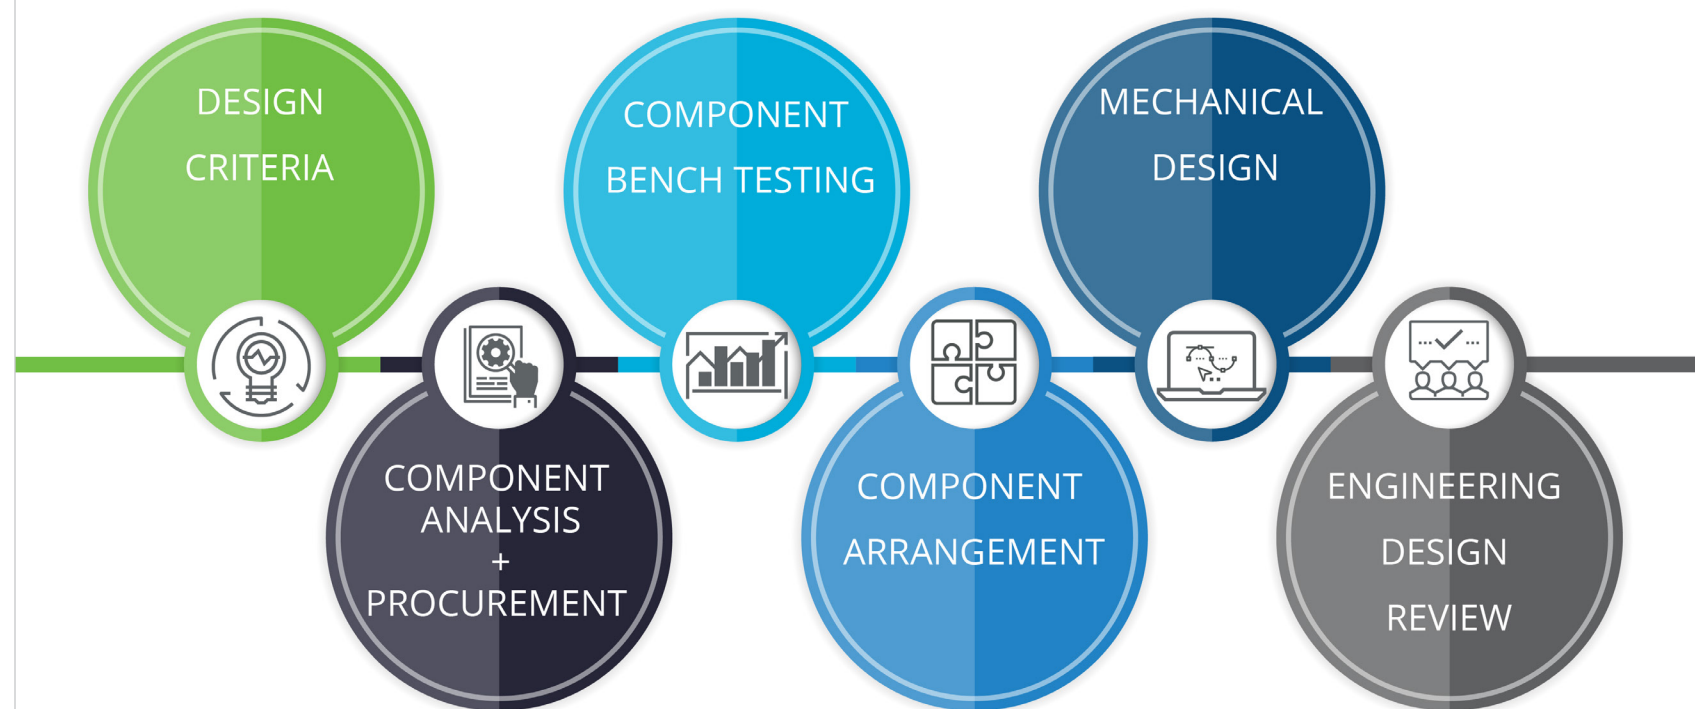 DESIGN
CRITERIA
COMPONENT
ANALYSIS
+
PROCUREMENT
COMPONENT
BENCH TESTING
COMPONENT
ARRANGEMENT
MECHANICAL
DESIGN
ENGINEERING
DESIGN
REVIEW